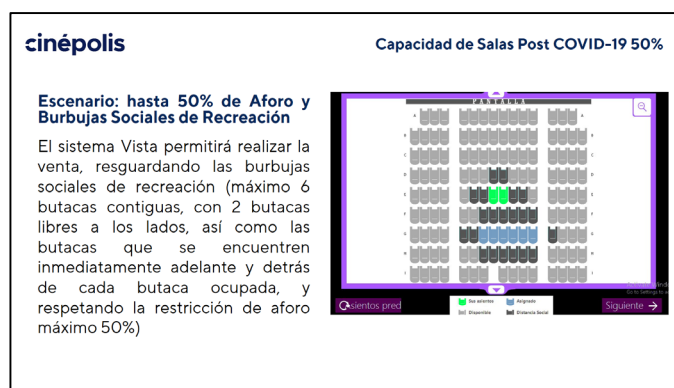 cinépolis
Capacidad de Salas Post COVID-19 50%
Escenario: hasta 50% de Aforo y
Burbujas Sociales de Recreación
El sistema Vista permitirá realizar la
venta, resguardando las burbujas
sociales de recreación (máximo 6
butacas contiguas, con 2 butacas
libres a los lados, así como las
butacas que se encuentren
inmediatamente adelante y detrás
de cada butaca ocupada, y
respetando la restricción de aforo
máximo 50%)
PANTALLA
A A
B B
C C
D D
E E
F F
G G
H H
I I
Asientos pred
Sus asientos
Asignado
Disponible
Distancia Social
Siguiente